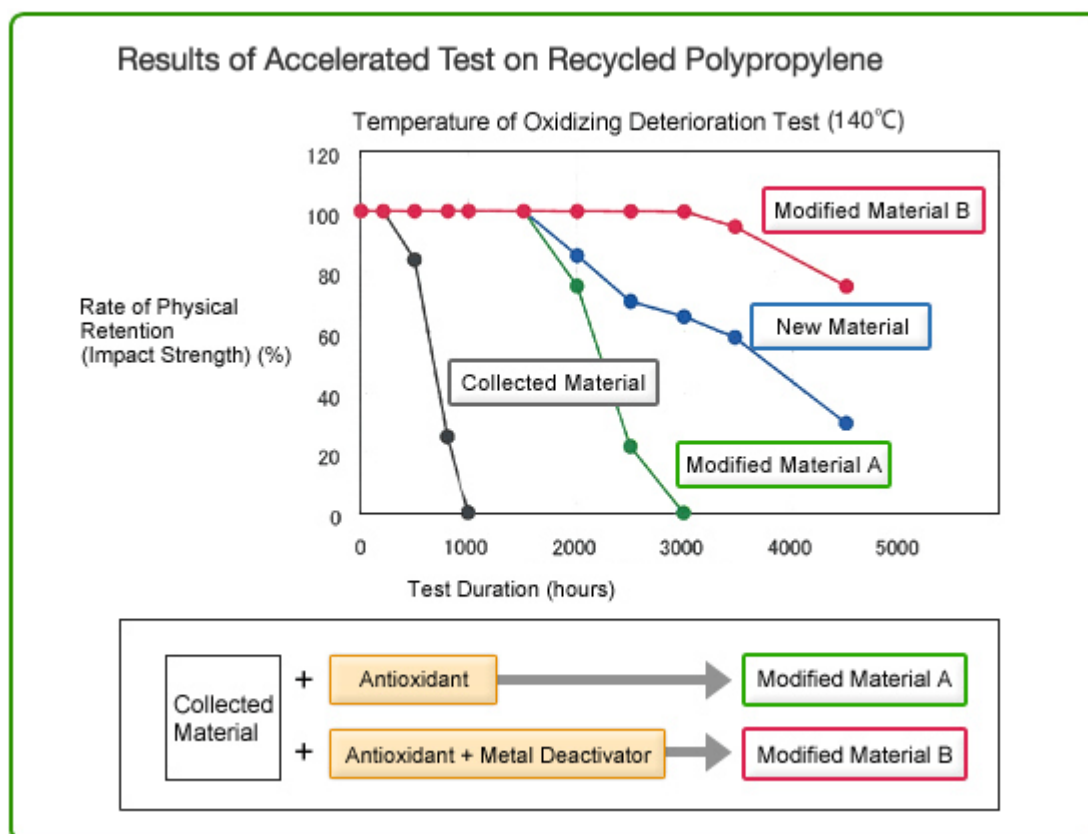 Results of Accelerated Test on Recycled Polypropylene
Temperature of Oxidizing Deterioration Test (140℃)
120
100
80
60
40
20
0
Rate of Physical
Retention
(Impact Strength) (%)
Modified Material B
New Material
Collected Material
Modified Material A
0 1000 2000 3000 4000 5000
Test Duration (hours)
Collected
Material
+ Antioxidant Modified Material A
+ Antioxidant + Metal Deactivator Modified Material B